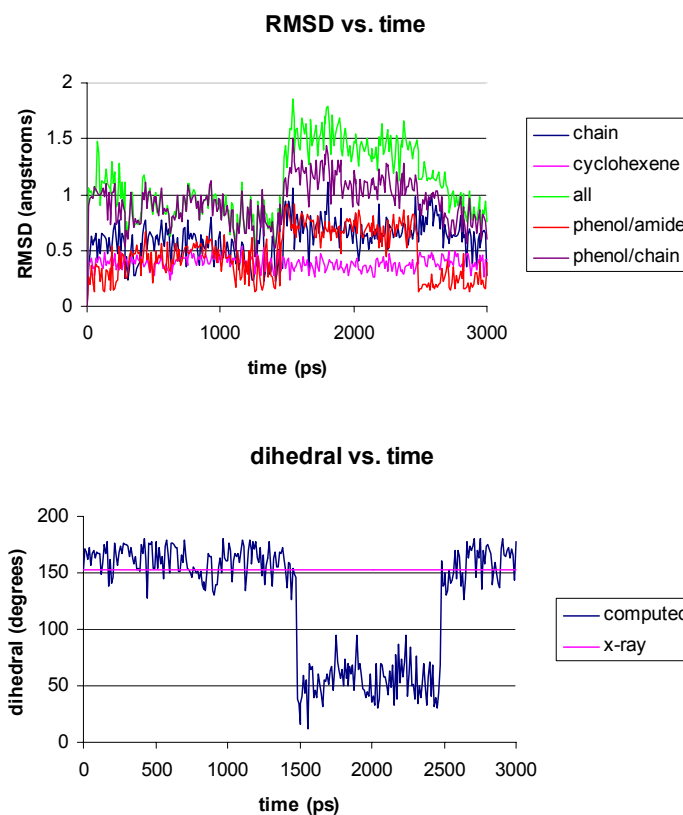 RMSD vs. time
2
1.5
1
0.5
0
RMSD (angstroms)
0 1000 2000 3000
time (ps)
chain
cyclohexene
all
phenol/amide
phenol/chain
dihedral vs. time
200
150
100
50
0
dihedral (degrees)
0 500 1000 1500 2000 2500 3000
time (ps)
computed
x-ray